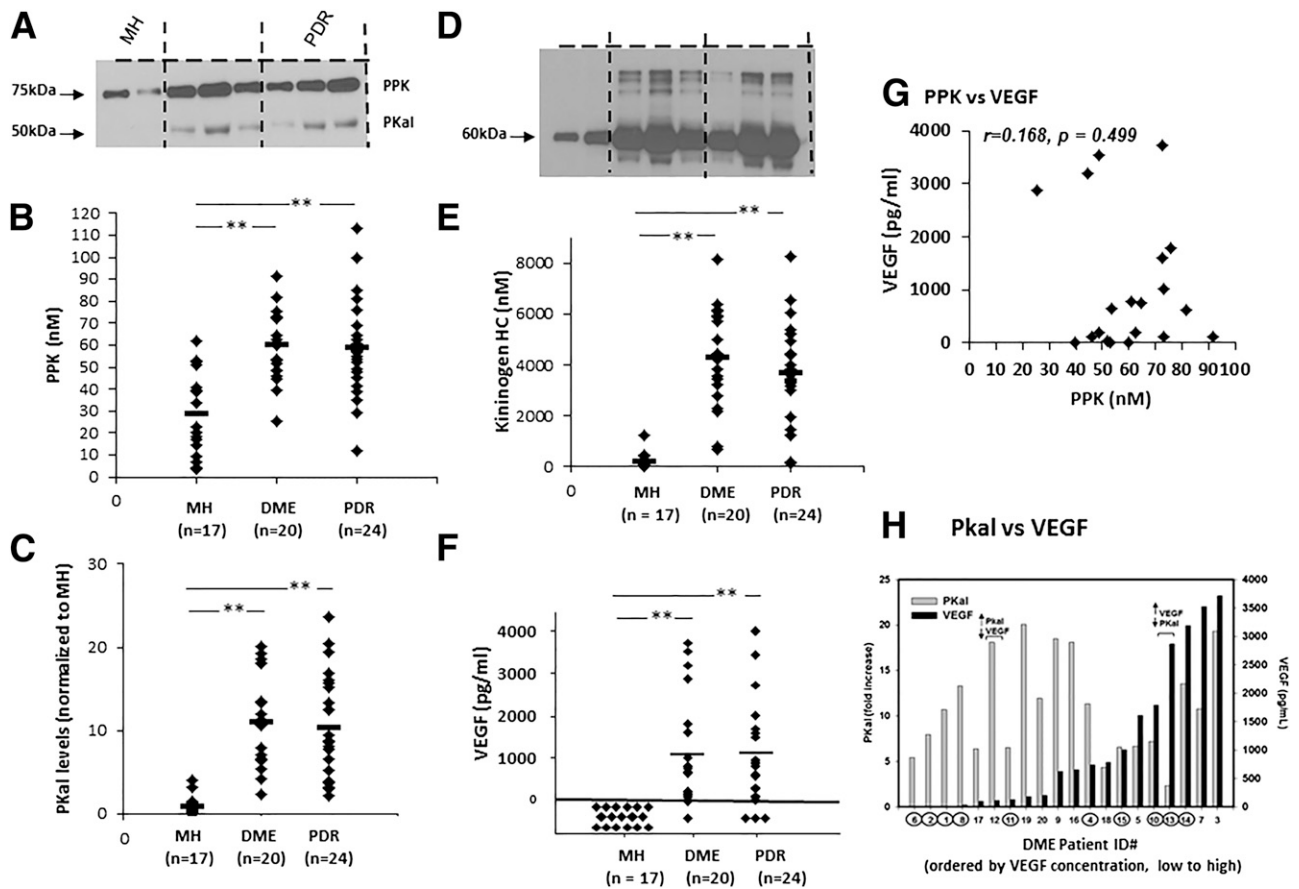 A
MH
PDR
75kDa
PPK
50kDa
PKal
B
**
**
120
110
100
90
80
70
60
50
40
30
20
10
0
PPK (nM)
0
MH
DME
PDR
(n=17)
(n=20)
(n=24)
C
**
**
30
20
10
0
PKal levels (normalized to MH)
0
MH
DME
PDR
(n=17)
(n=20)
(n=24)
D
60kDa
E
**
**
8000
6000
4000
2000
0
Kininogen HC (nM)
0
MH
DME
PDR
(n = 17)
(n=20)
(n=24)
F
**
**
4000
3000
2000
1000
0
VEGF (pg/ml)
MH
DME
PDR
(n = 17)
(n=20)
(n=24)
G
PPK vs VEGF
r=0.168, p = 0.499
4000
3000
2000
1000
0
VEGF (pg/ml)
0 10 20 30 40 50 60 70 80 90 100
PPK (nM)
H
Pkal vs VEGF
25
20
15
10
5
0
PKal (fold increase)
PKal
VEGF
Pkal
VEGF
VEGF
PKal
4000
3500
3000
2500
2000
1500
1000
500
0
VEGF (pg/mL)
6 2 1 8 17 12 11 19 20 9 16 4 18 15 5 10 13 14 7 3
DME Patient ID#
(ordered by VEGF concentration, low to high)